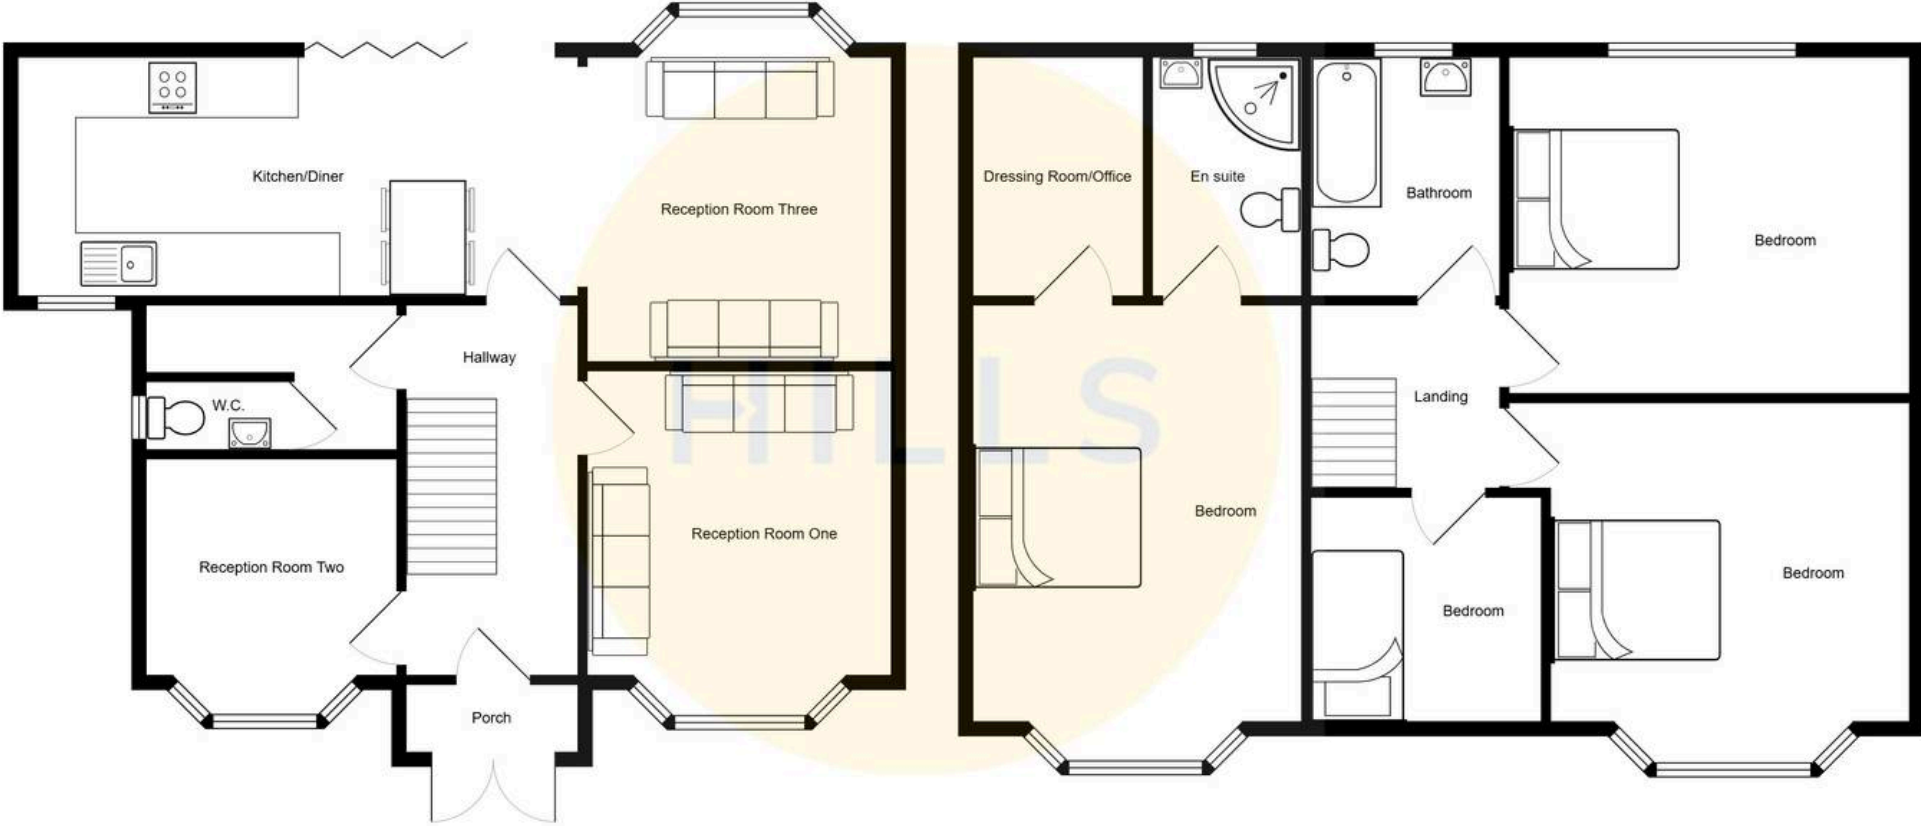 Kitchen/Diner
Reception Room Three
Hallway
W.C.
Reception Room Two
Reception Room One
Porch
Dressing Room/Office
En suite
Bathroom
Bedroom
Landing
Bedroom
Bedroom
Bedroom
HILLS